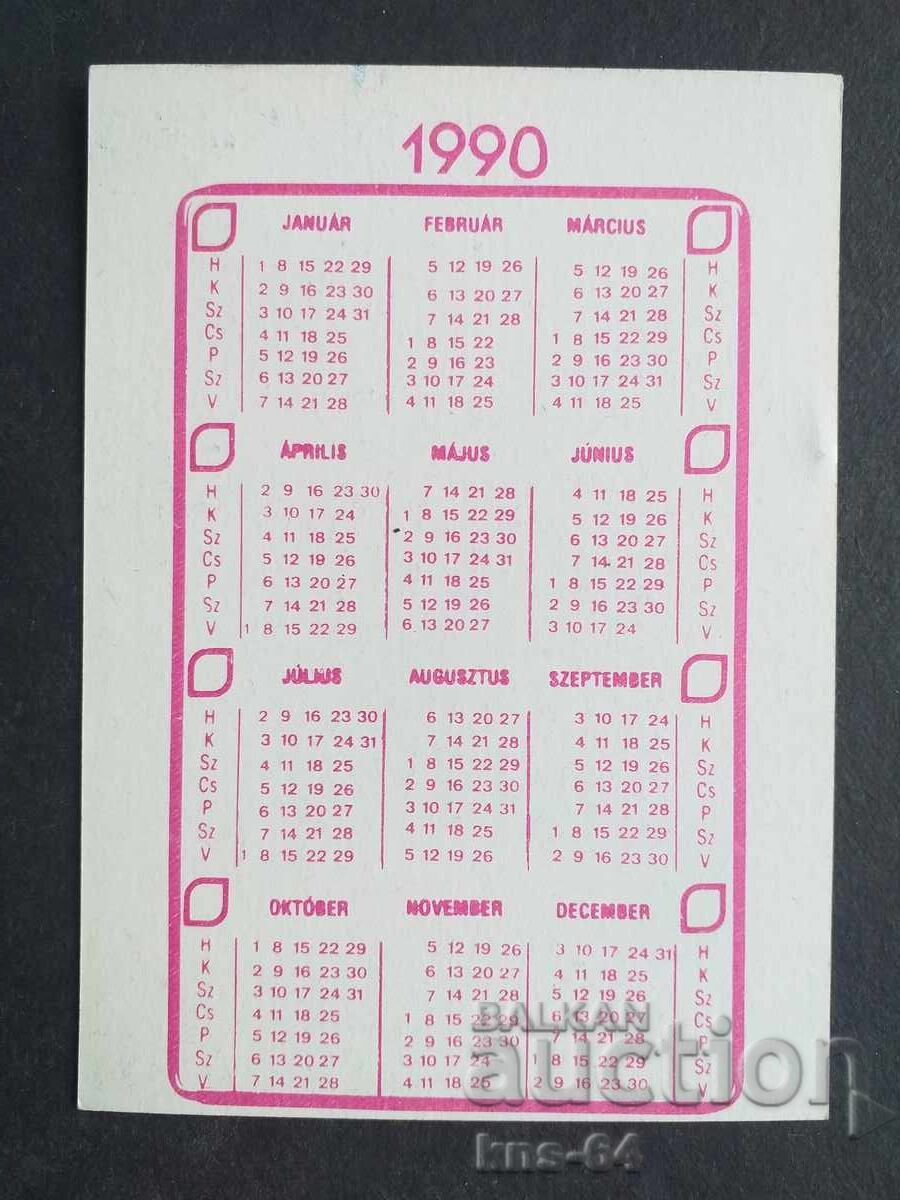 1990
JANUÁR FEBRUÁR MÁRCIUS
H 1 8 15 22 29 5 12 19 26 5 12 19 26 H
K 2 9 16 23 30 6 13 20 27 6 13 20 27 K
Sz 3 10 17 24 31 7 14 21 28 7 14 21 28 Sz
Cs 4 11 18 25 1 8 15 22 1 8 15 22 29 Cs
P 5 12 19 26 2 9 16 23 2 9 16 23 30 P
Sz 6 13 20 27 3 10 17 24 3 10 17 24 31 Sz
V 7 14 21 28 4 11 18 25 4 11 18 25 V
ÁPRILIS MÁJUS JÚNIUS
H 2 9 16 23 30 7 14 21 28 4 11 18 25 H
K 3 10 17 24 1 8 15 22 29 5 12 19 26 K
Sz 4 11 18 25 2 9 16 23 30 6 13 20 27 Sz
Cs 5 12 19 26 3 10 17 24 31 7 14 21 28 Cs
P 6 13 20 27 4 11 18 25 1 8 15 22 29 P
Sz 7 14 21 28 5 12 19 26 2 9 16 23 30 Sz
V 1 8 15 22 29 6 13 20 27 3 10 17 24 V
JÚLIUS AUGUSZTUS SZEPTEMBER
H 2 9 16 23 30 6 13 20 27 3 10 17 24 H
K 3 10 17 24 31 7 14 21 28 4 11 18 25 K
Sz 4 11 18 25 1 8 15 22 29 5 12 19 26 Sz
Cs 5 12 19 26 2 9 16 23 30 6 13 20 27 Cs
P 6 13 20 27 3 10 17 24 31 7 14 21 28 P
Sz 7 14 21 28 4 11 18 25 1 8 15 22 29 Sz
V 1 8 15 22 29 5 12 19 26 2 9 16 23 30 V
OKTÓBER NOVEMBER DECEMBER
H 1 8 15 22 29 5 12 19 26 3 10 17 24 31 H
K 2 9 16 23 30 6 13 20 27 4 11 18 25 K
Sz 3 10 17 24 31 7 14 21 28 5 12 19 26 Sz
Cs 4 11 18 25 1 8 15 22 29 6 13 20 27 Cs
P 5 12 19 26 2 9 16 23 30 7 14 21 28 P
Sz 6 13 20 27 3 10 17 24 1 8 15 22 29 Sz
V 7 14 21 28 4 11 18 25 2 9 16 23 30 V
BALKAN
auction
kns-64